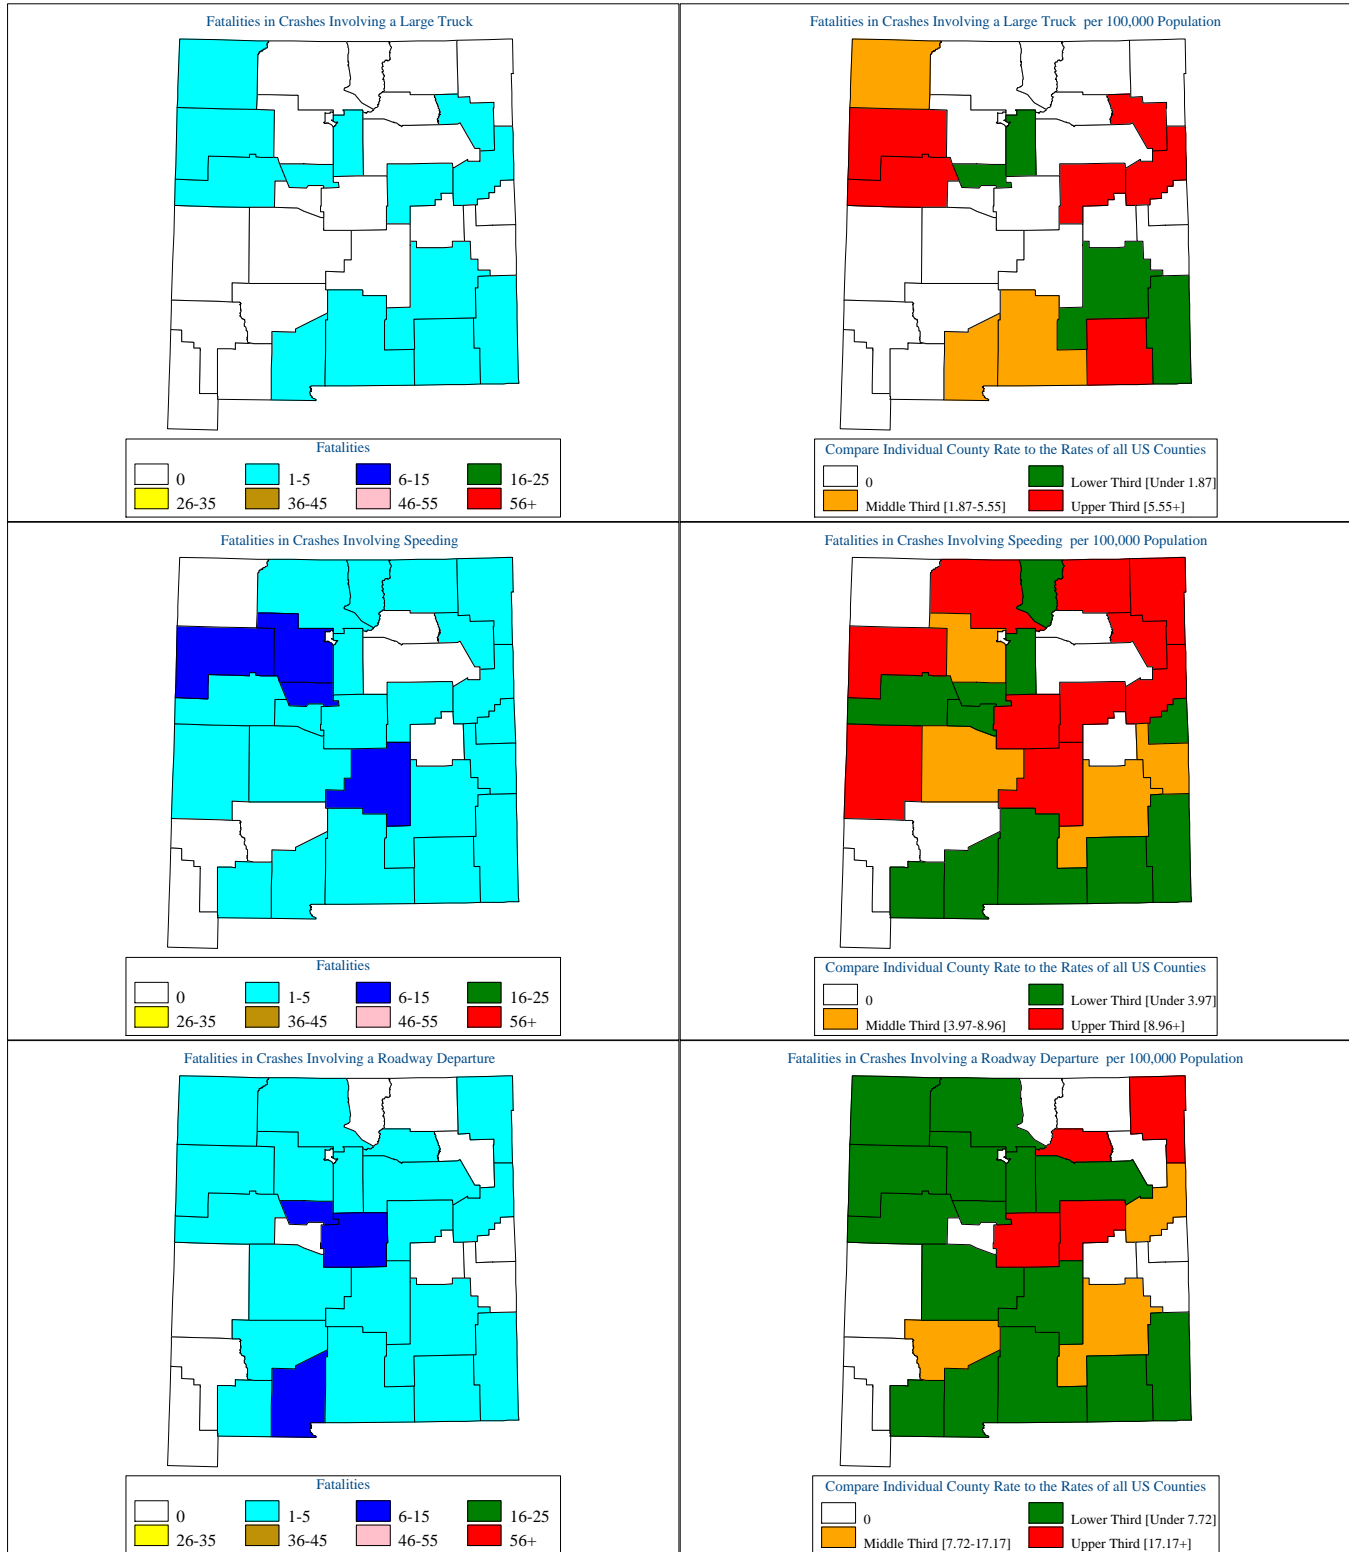 Fatalities in Crashes Involving a Large Truck
Fatalities
0
1-5
6-15
16-25
26-35
36-45
46-55
56+
Fatalities in Crashes Involving a Large Truck per 100,000 Population
Compare Individual County Rate to the Rates of all US Counties
0
Lower Third [Under 1.87]
Middle Third [1.87-5.55]
Upper Third [5.55+]
Fatalities in Crashes Involving Speeding
Fatalities
0
1-5
6-15
16-25
26-35
36-45
46-55
56+
Fatalities in Crashes Involving Speeding per 100,000 Population
Compare Individual County Rate to the Rates of all US Counties
0
Lower Third [Under 3.97]
Middle Third [3.97-8.96]
Upper Third [8.96+]
Fatalities in Crashes Involving a Roadway Departure
Fatalities
0
1-5
6-15
16-25
26-35
36-45
46-55
56+
Fatalities in Crashes Involving a Roadway Departure per 100,000 Population
Compare Individual County Rate to the Rates of all US Counties
0
Lower Third [Under 7.72]
Middle Third [7.72-17.17]
Upper Third [17.17+]